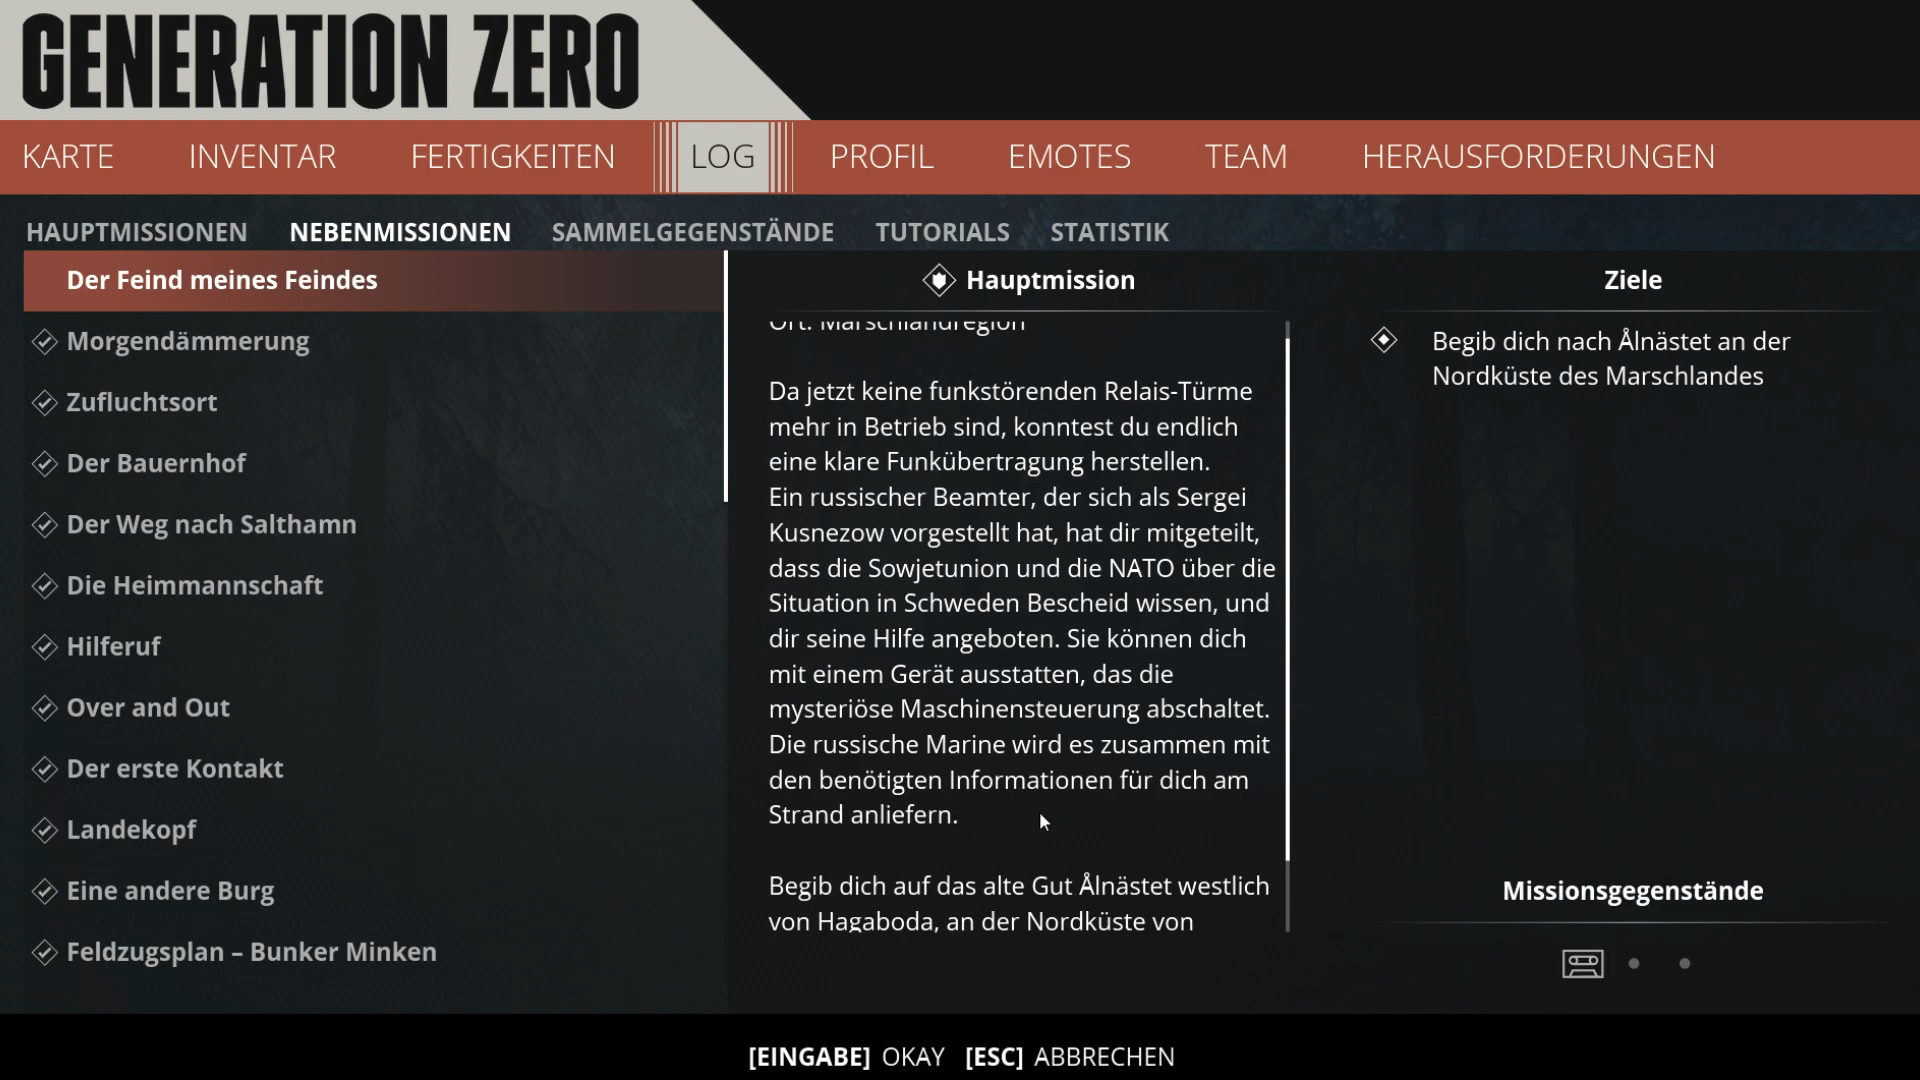 GENERATION ZERO
KARTE INVENTAR FERTIGKEITEN LOG PROFIL EMOTES TEAM HERAUSFORDERUNGEN
HAUPTMISSIONEN NEBENMISSIONEN SAMMELGEGENSTÄNDE TUTORIALS STATISTIK
Der Feind meines Feindes
Morgendämmerung
Zufluchtsort
Der Bauernhof
Der Weg nach Salthamn
Die Heimmannschaft
Hilferuf
Over and Out
Der erste Kontakt
Landekopf
Eine andere Burg
Feldzugsplan – Bunker Minken
Hauptmission
Ort: Marschlandregion
Da jetzt keine funkstörenden Relais-Türme
mehr in Betrieb sind, konntest du endlich
eine klare Funkübertragung herstellen.
Ein russischer Beamter, der sich als Sergei
Kusnezow vorgestellt hat, hat dir mitgeteilt,
dass die Sowjetunion und die NATO über die
Situation in Schweden Bescheid wissen, und
dir seine Hilfe angeboten. Sie können dich
mit einem Gerät ausstatten, das die
mysteriöse Maschinensteuerung abschaltet.
Die russische Marine wird es zusammen mit
den benötigten Informationen für dich am
Strand anliefern.
Begib dich auf das alte Gut Ålnästet westlich
von Hagaboda, an der Nordküste von
Ziele
Begib dich nach Ålnästet an der
Nordküste des Marschlandes
Missionsgegenstände
[EINGABE] OKAY [ESC] ABBRECHEN